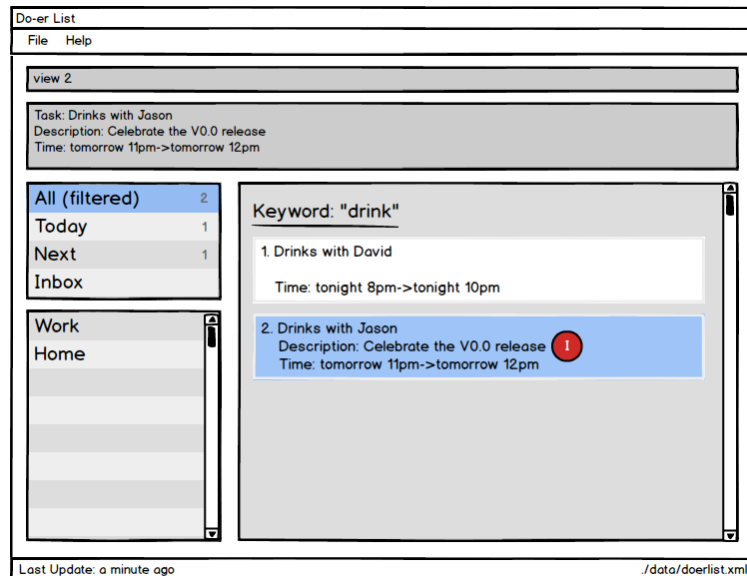 Do-er List
File Help
view 2
Task: Drinks with Jason
Description: Celebrate the V0.0 release
Time: tomorrow 11pm->tomorrow 12pm
All (filtered) 2
Today 1
Next 1
Inbox
Work
Home
Keyword: "drink"
1. Drinks with David
Time: tonight 8pm->tonight 10pm
2. Drinks with Jason
Description: Celebrate the V0.0 release
I
Time: tomorrow 11pm->tomorrow 12pm
Last Update: a minute ago
./data/doerlist.xml